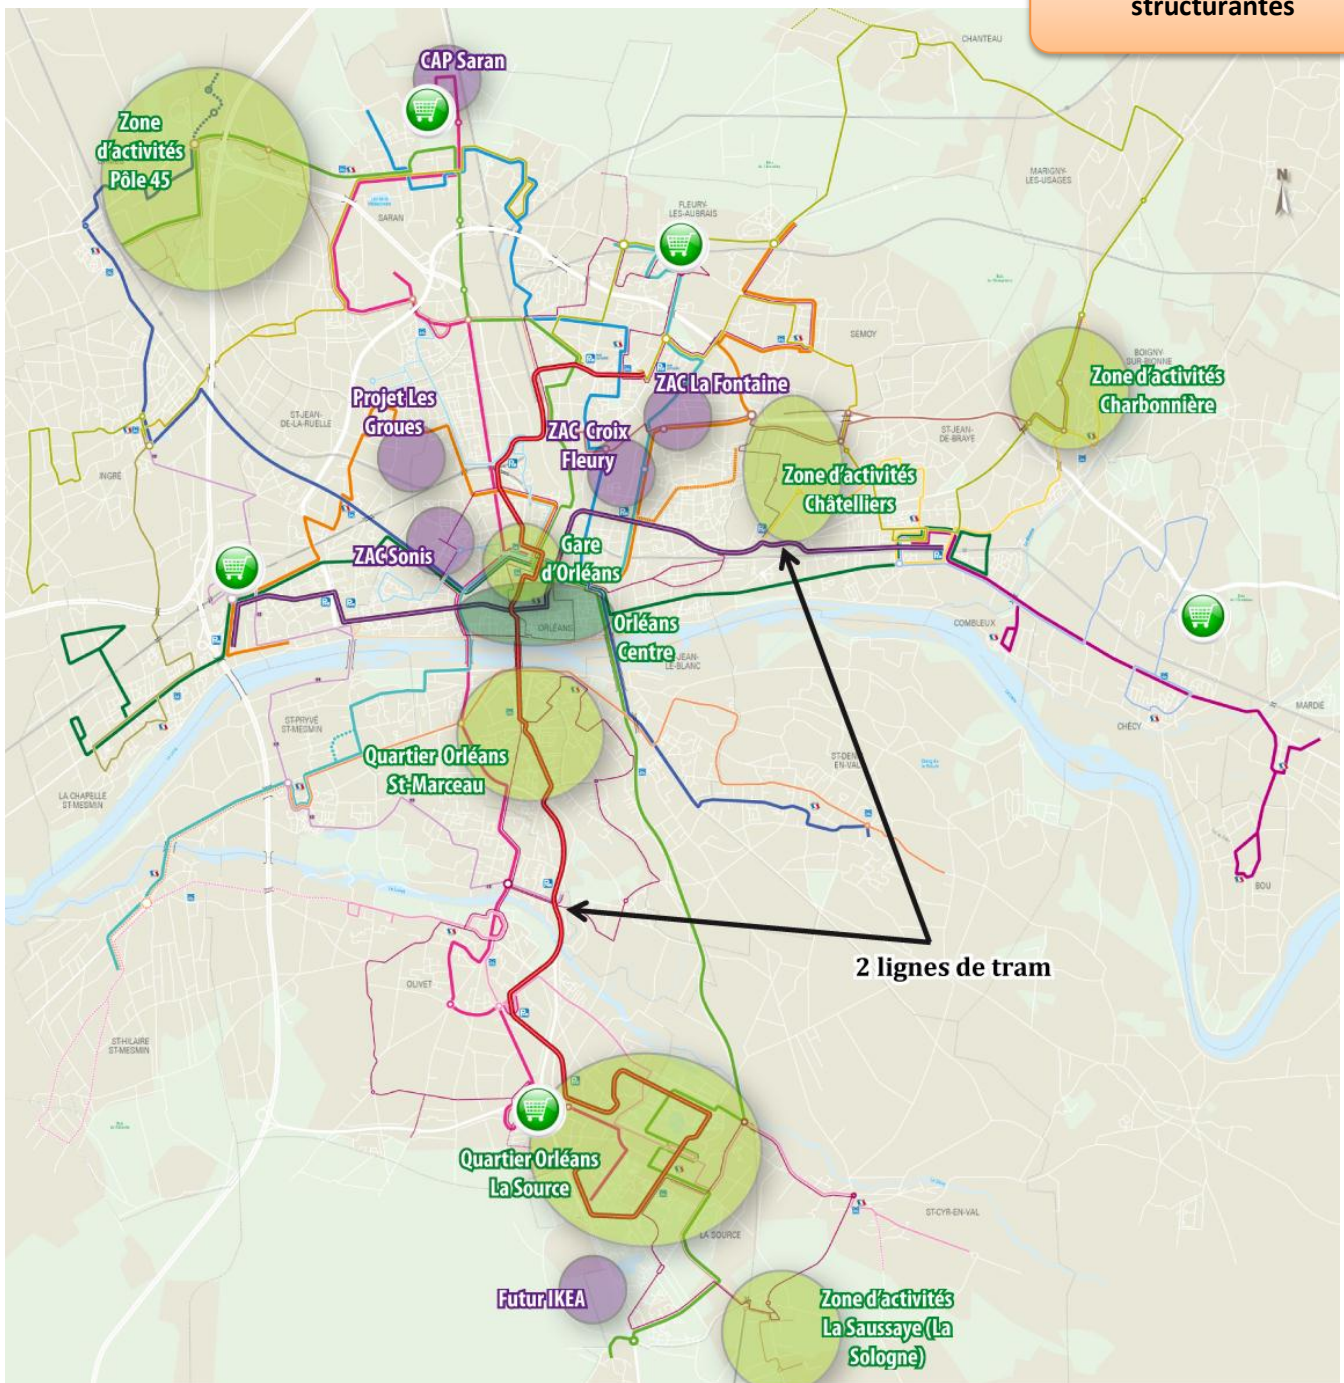 structurantes
CHANTEAU
CAP Saran
Zone
d'activités
Pôle 45
MARIGNY-
LES-USAGES
N
SARAN
FLEURY-
LES-AUBRAIS
SEMOY
BOIGNY-
SUR-BIONNE
Zone d'activités
Charbonnière
ZAC La Fontaine
Projet Les
Groues
ST-JEAN-
DE-LA-RUELLE
ZAC Croix
Fleury
ST-JEAN-
DE-BRAYE
INGRÉ
Zone d'activités
Châtelliers
ZAC Sonis
Gare
d'Orléans
ORLÉANS
Orléans
Centre
COMBLEUX
JEAN-
LE-BLANC
MARDIÉ
CHÉCY
ST-PRYVÉ
ST-MESMIN
Quartier Orléans
St-Marceau
ST-DEN
EN-VAL
LA CHAPELLE
ST-MESMIN
BOU
2 lignes de tram
OLIVET
ST-HILAIRE
ST-MESMIN
Quartier Orléans
La Source
ST-CYR-EN-VAL
LA SOURCE
Futur IKEA
Zone d'activités
La Saussaye (La
Sologne)